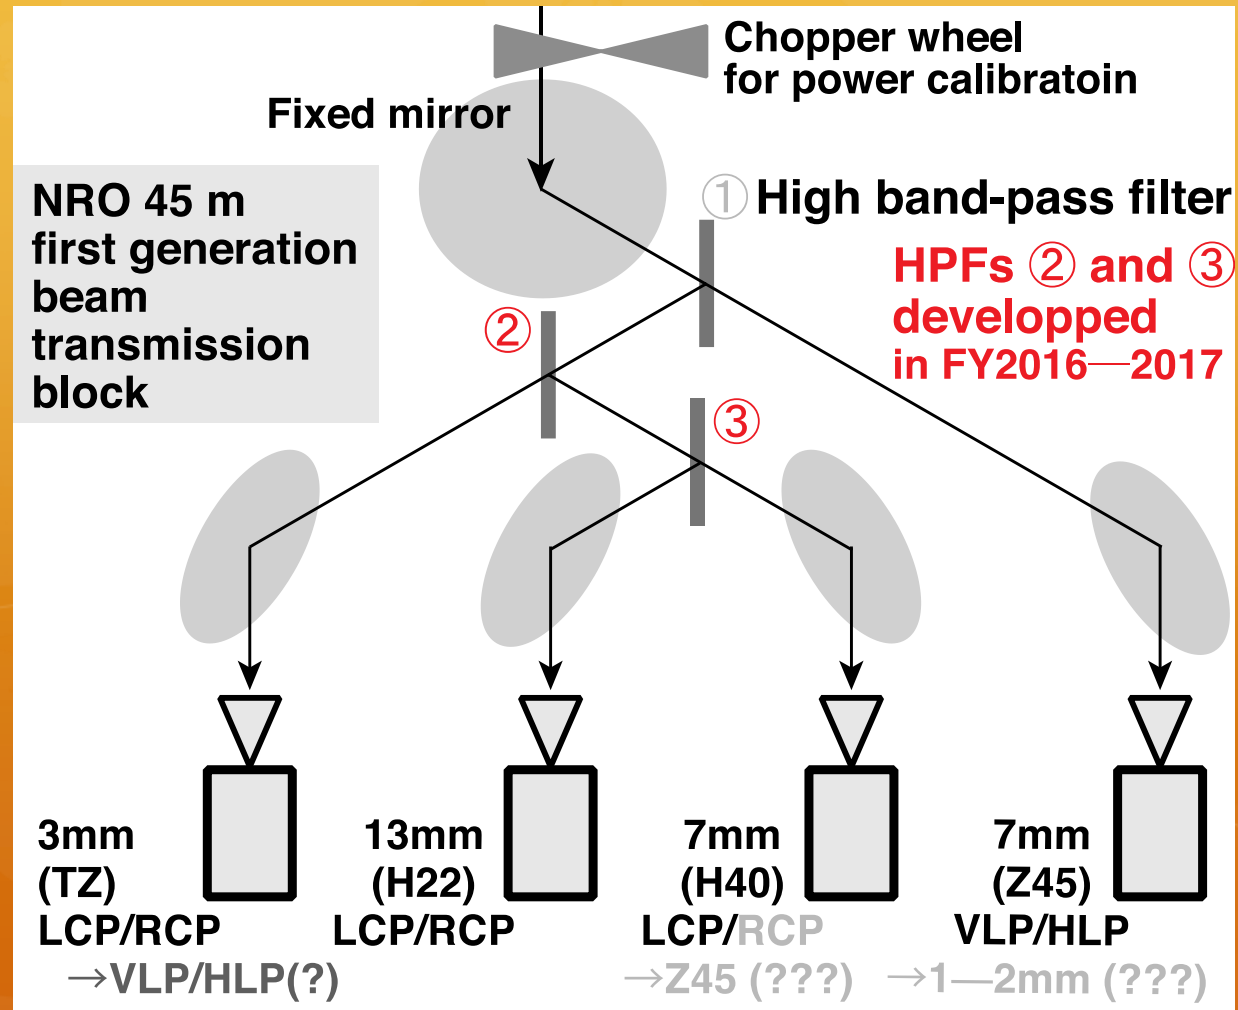 Chopper wheel
for power calibratoin
Fixed mirror
NRO 45 m
first generation
beam
transmission
block
① High band-pass filter
HPFs ② and ③
developped
in FY2016—2017
②
③
3mm
(TZ)
LCP/RCP
→VLP/HLP(?)
13mm
(H22)
LCP/RCP
7mm
(H40)
LCP/RCP
→Z45 (???)
7mm
(Z45)
VLP/HLP
→1—2mm (???)